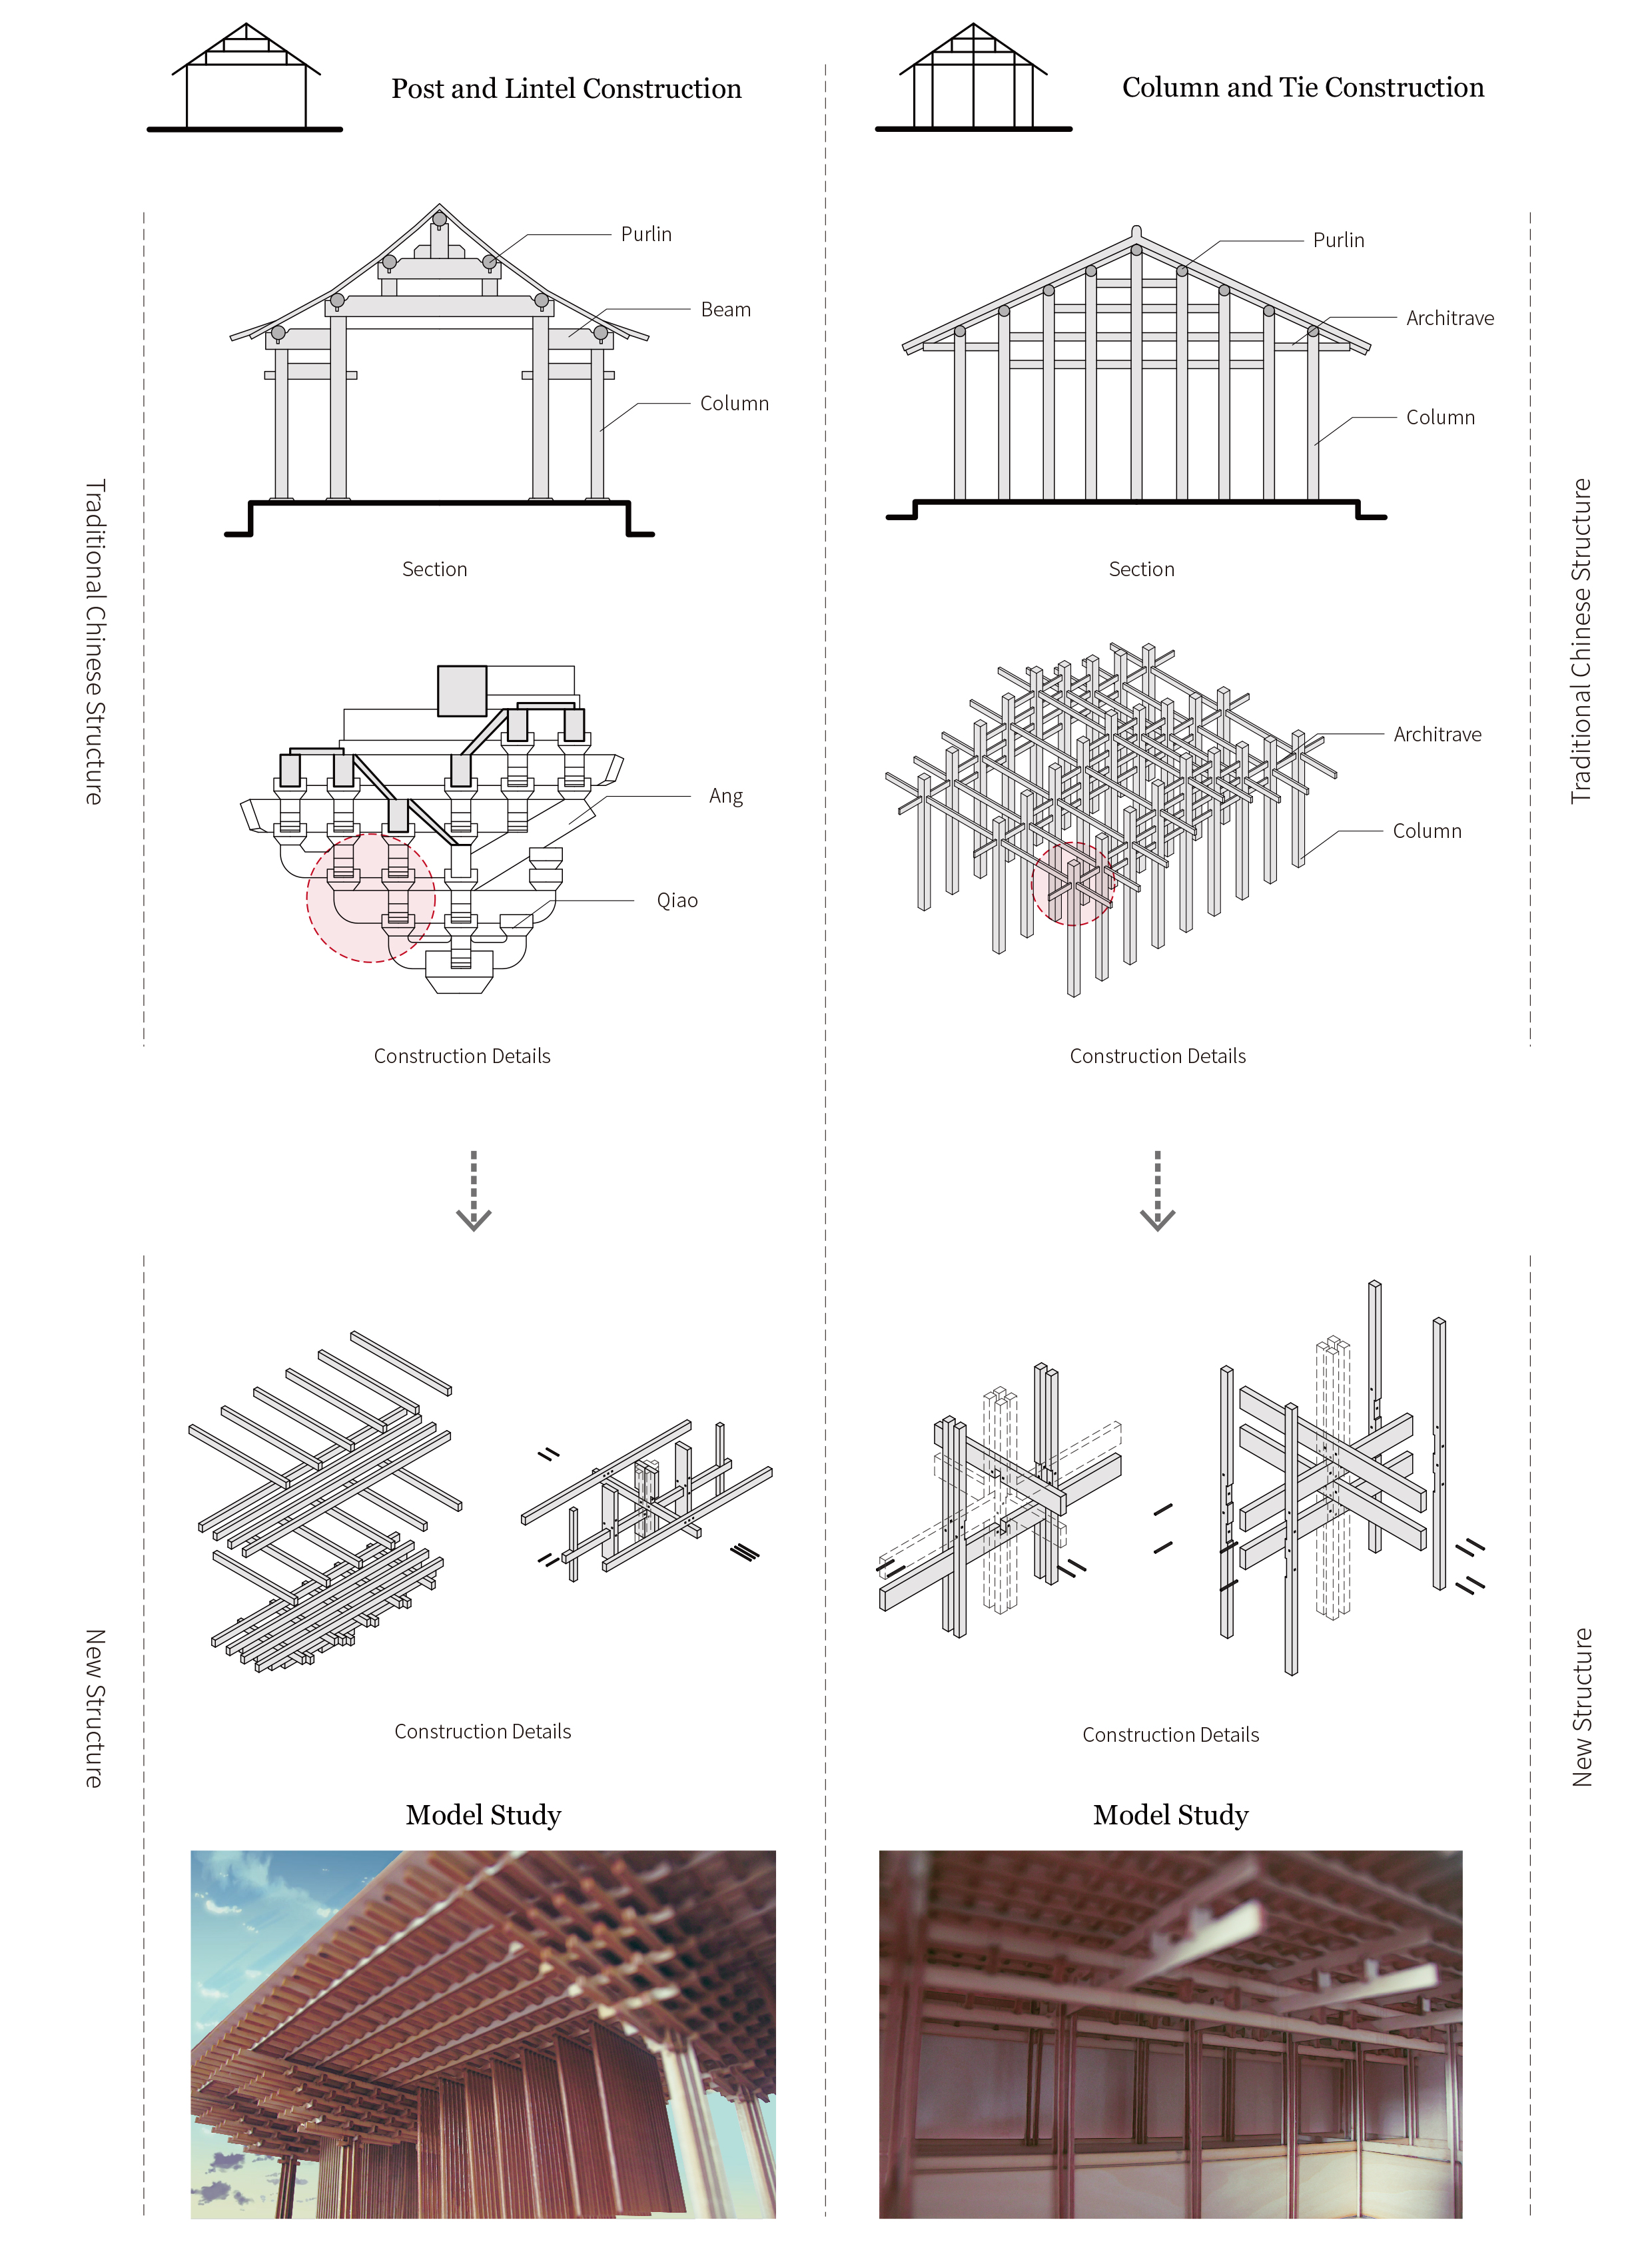 Post and Lintel Construction
Column and Tie Construction
Traditional Chinese Structure
Purlin
Beam
Column
Section
Ang
Qiao
Construction Details
Purlin
Architrave
Column
Section
Architrave
Column
Construction Details
Traditional Chinese Structure
New Structure
Construction Details
Model Study
Construction Details
Model Study
New Structure